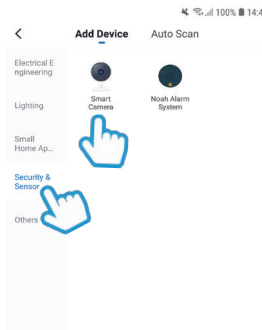 100% 14:4
Add Device Auto Scan
Electrical E
ngineering
Smart
Camera
Noah Alarm
System
Lighting
Small
Home Ap...
Security &
Sensor
Others